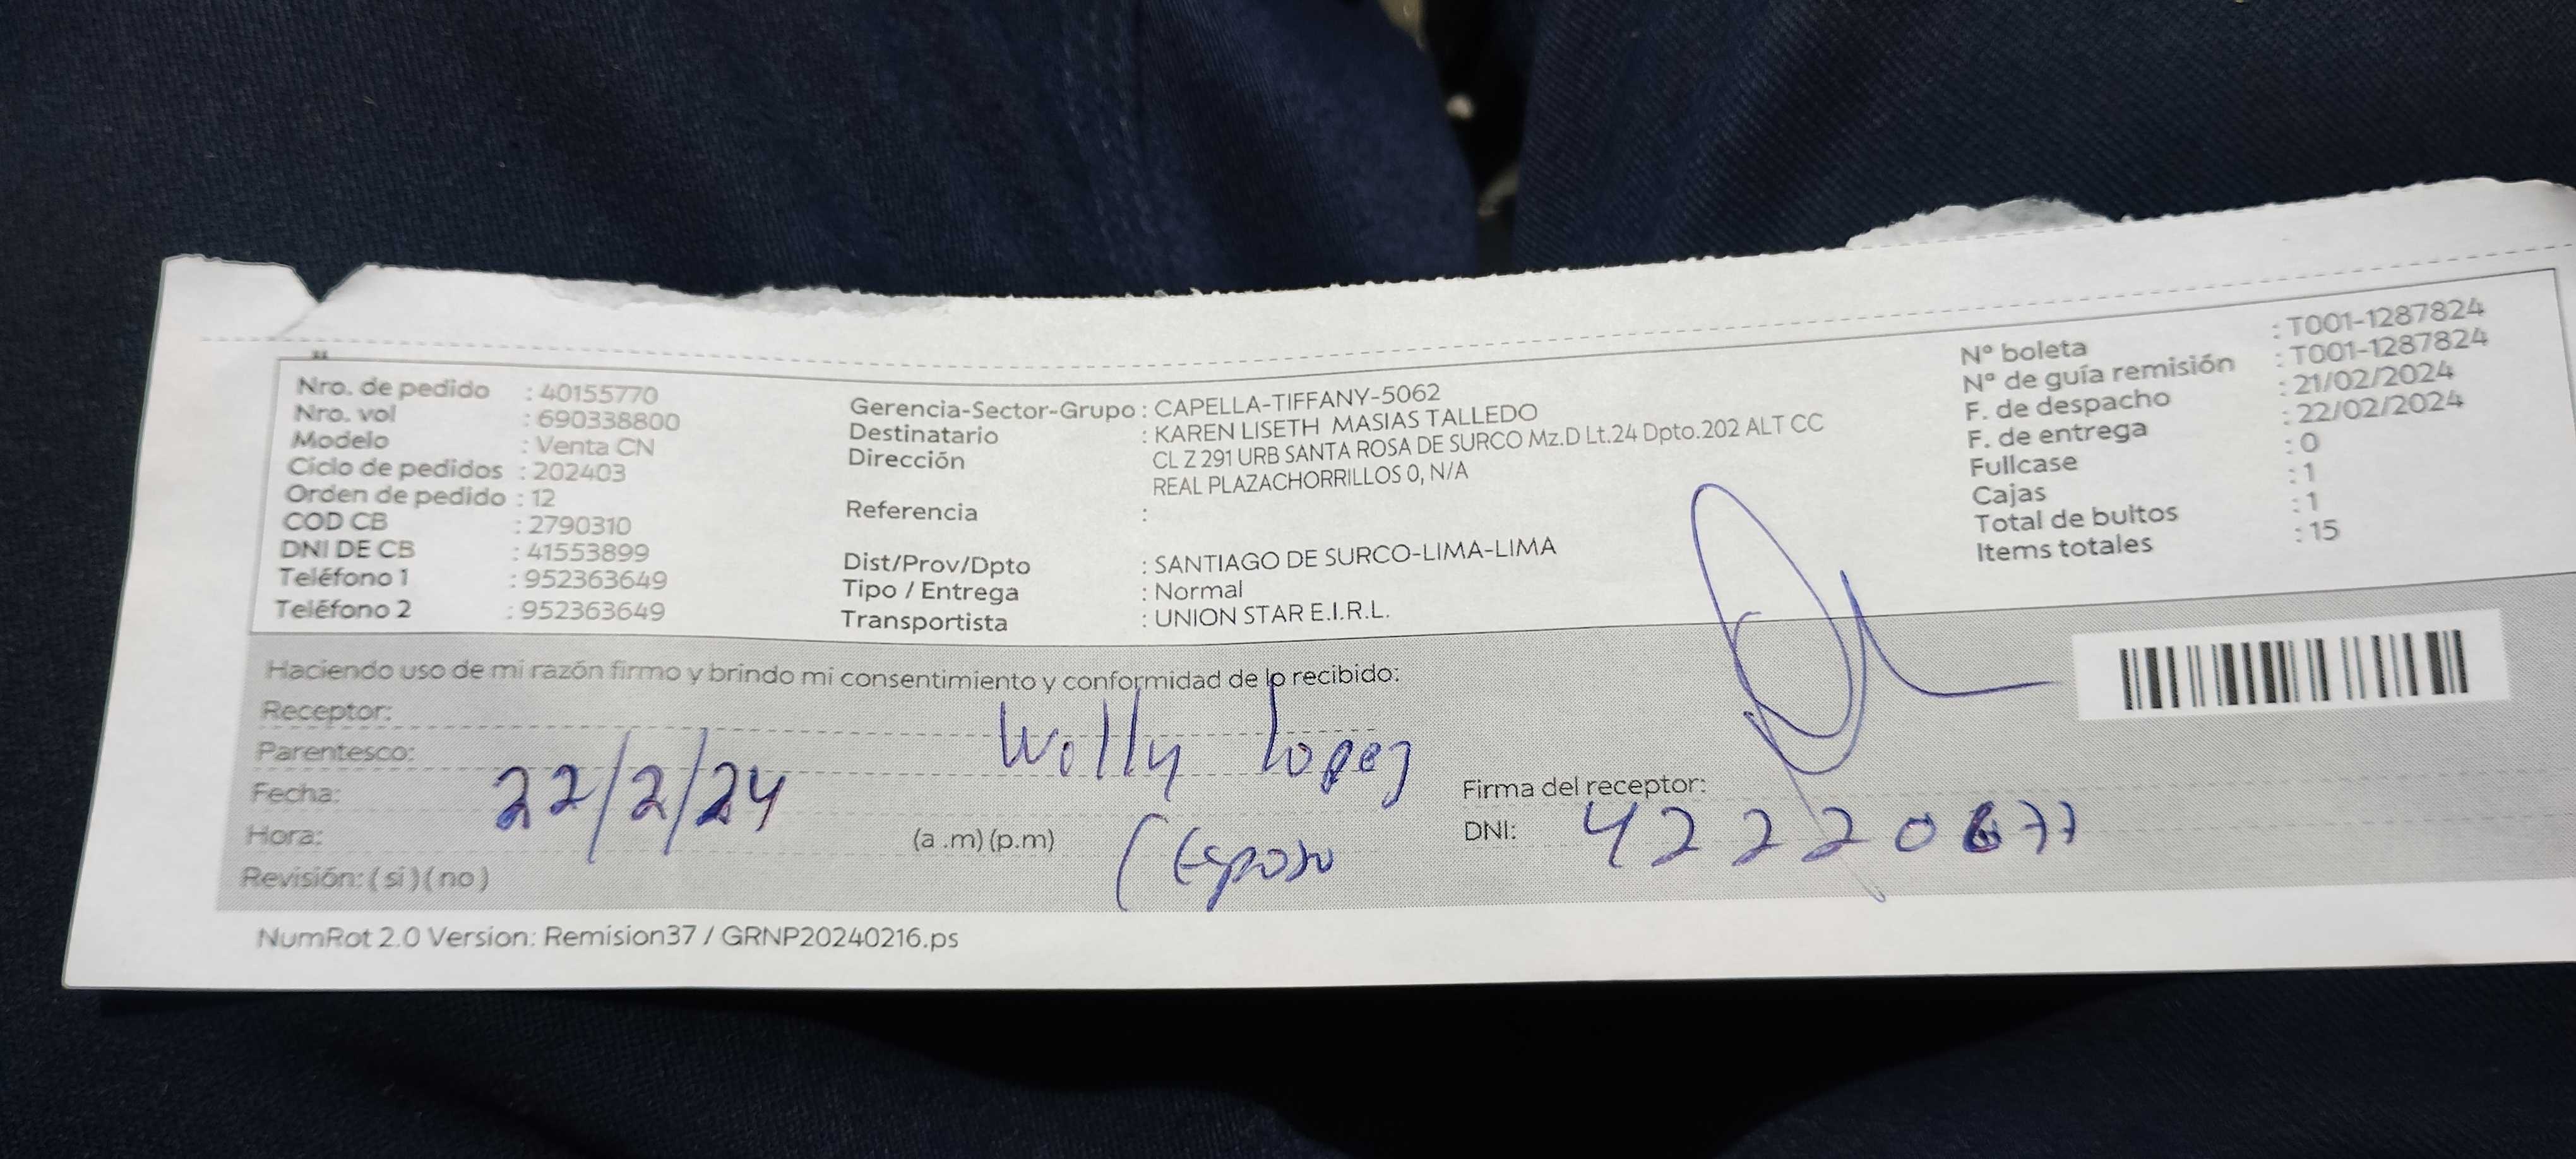 Nro. de pedido : 40155770
Nro. vol : 690338800
Modelo : Venta CN
Ciclo de pedidos : 202403
Orden de pedido : 12
COD CB : 2790310
DNI DE CB : 41553899
Teléfono 1 : 952363649
Teléfono 2 : 952363649
Gerencia-Sector-Grupo : CAPELLA-TIFFANY-5062
Destinatario : KAREN LISETH MASIAS TALLEDO
Dirección CL Z 291 URB SANTA ROSA DE SURCO Mz.D Lt.24 Dpto.202 ALT CC
REAL PLAZACHORRILLOS 0, N/A
Referencia :
Dist/Prov/Dpto : SANTIAGO DE SURCO-LIMA-LIMA
Tipo / Entrega : Normal
Transportista : UNION STAR E.I.R.L.
N° boleta : T001-1287824
N° de guía remisión : T001-1287824
F. de despacho : 21/02/2024
F. de entrega : 22/02/2024
Fullcase : 0
Cajas : 1
Total de bultos : 1
Items totales : 15
Haciendo uso de mi razón firmo y brindo mi consentimiento y conformidad de lo recibido:
Receptor:
Willy Lopez
Parentesco:
Fecha: 22/2/24
Firma del receptor:
Hora: (a .m) (p.m)
(Esposo
DNI: 42220677
Revisión: ( si ) ( no )
NumRot 2.0 Version: Remision37 / GRNP20240216.ps